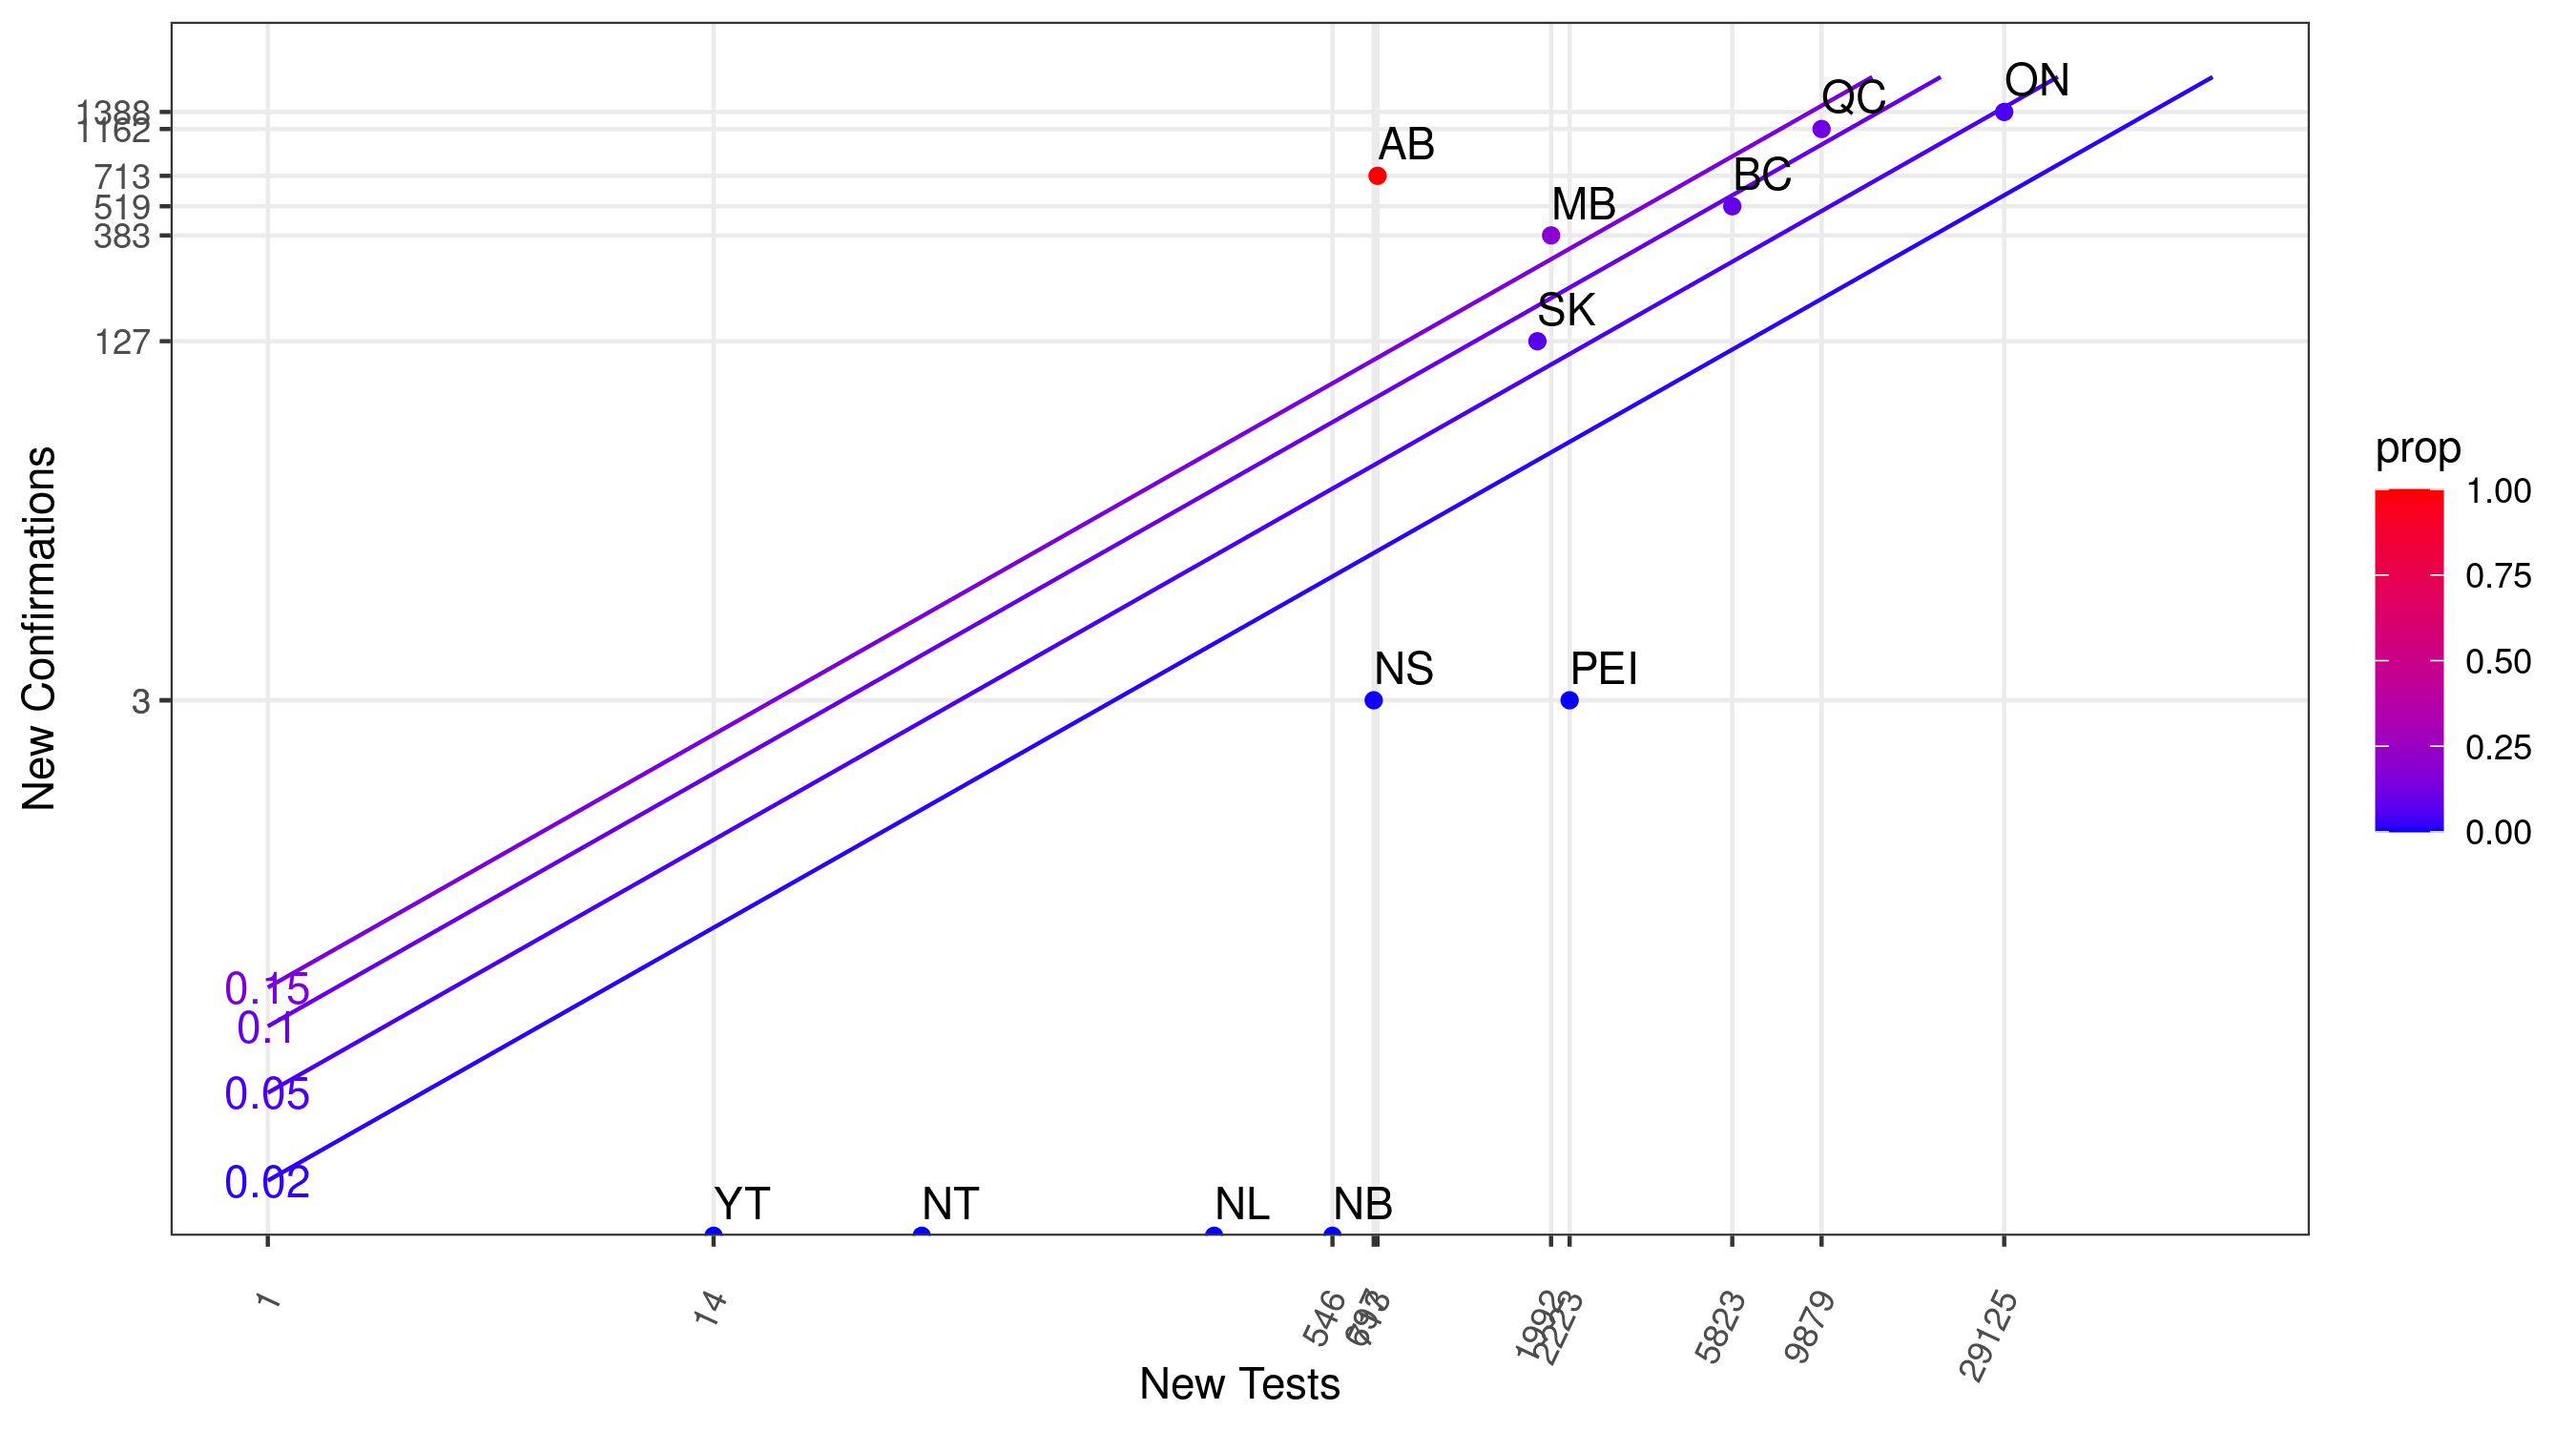 ON
QC
AB
BC
MB
SK
NS
PEI
YT
NT
NL
NB
0.15
0.1
0.05
0.02
1388
1162
713
519
383
127
3
New Confirmations
1
14
546
697
713
1992
2223
5823
9879
29125
New Tests
prop
1.00
0.75
0.50
0.25
0.00